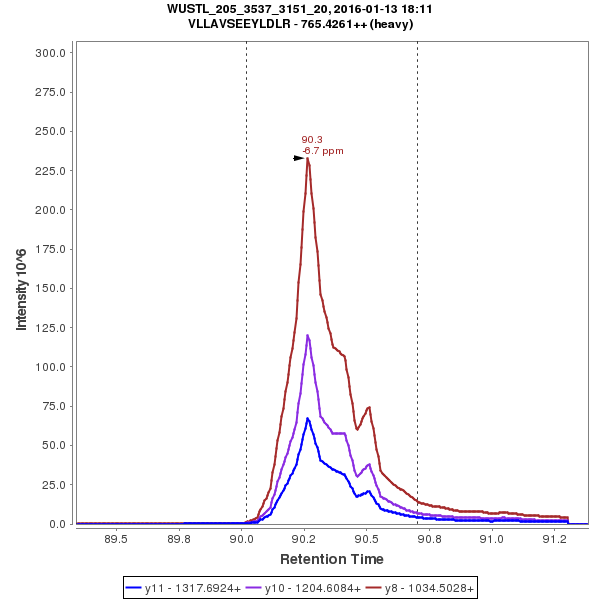 WUSTL_205_3537_3151_20, 2016-01-13 18:11
VLLAVSEEYLDLR - 765.4261++ (heavy)
90.3
-6.7 ppm
300.0
275.0
250.0
225.0
200.0
175.0
150.0
125.0
100.0
75.0
50.0
25.0
0.0
Intensity 10^6
89.5 89.8 90.0 90.2 90.5 90.8 91.0 91.2
Retention Time
y11 - 1317.6924+ y10 - 1204.6084+ y8 - 1034.5028+